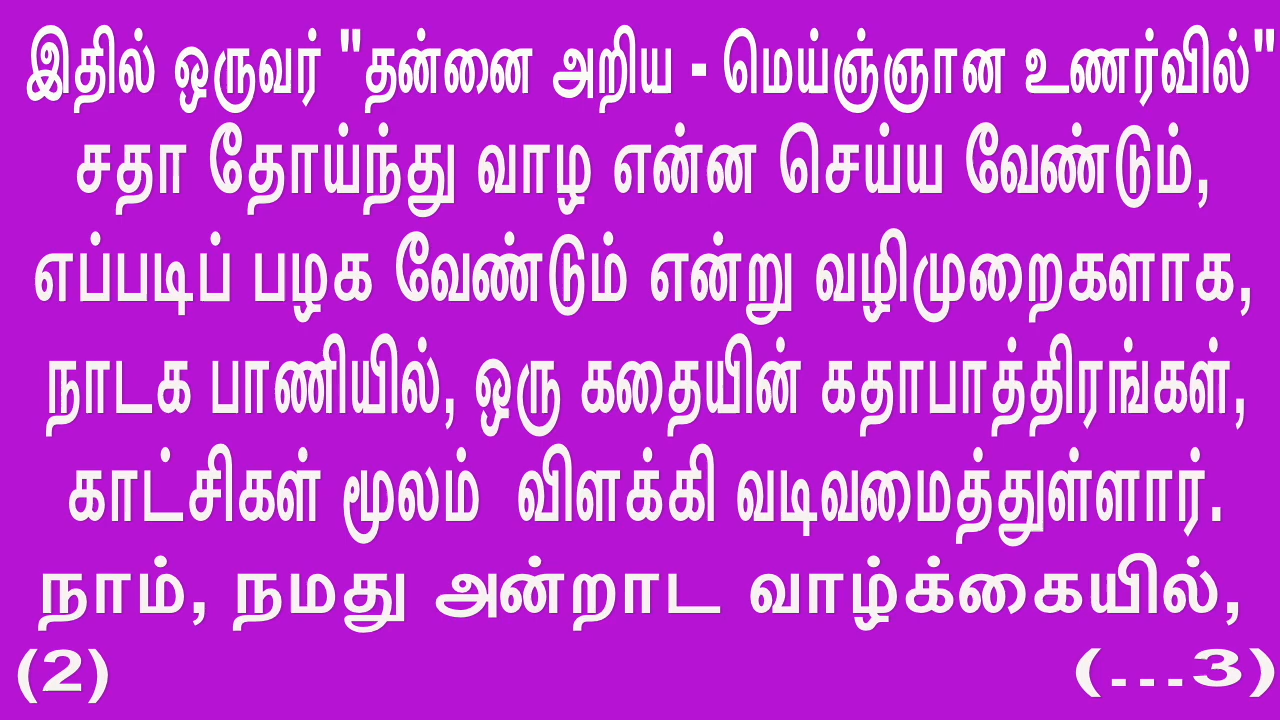 இதில் ஒருவர் "தன்னை அறிய - மெய்ஞ்ஞான உணர்வில்"
சதா தோய்ந்து வாழ என்ன செய்ய வேண்டும்,
எப்படிப் பழக வேண்டும் என்று வழிமுறைகளாக,
நாடக பாணியில், ஒரு கதையின் கதாபாத்திரங்கள்,
காட்சிகள் மூலம் விளக்கி வடிவமைத்துள்ளார்.
நாம், நமது அன்றாட வாழ்க்கையில்,
(2) (---3)